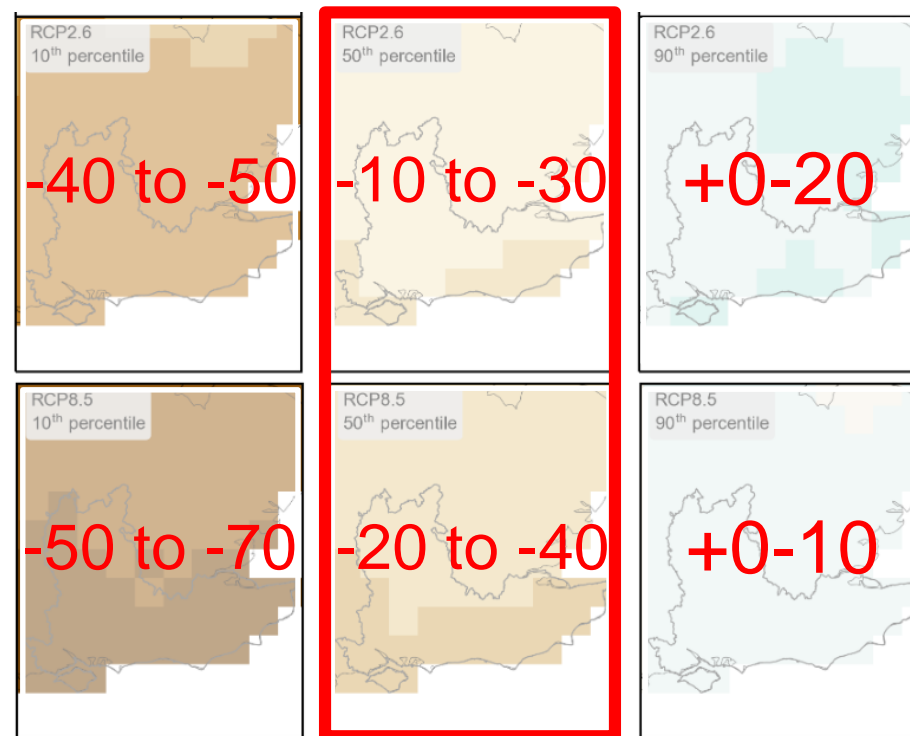 RCP2.6
10th percentile
-40 to -50
RCP2.6
50th percentile
-10 to -30
RCP2.6
90th percentile
+0-20
RCP8.5
10th percentile
-50 to -70
RCP8.5
50th percentile
-20 to -40
RCP8.5
90th percentile
+0-10